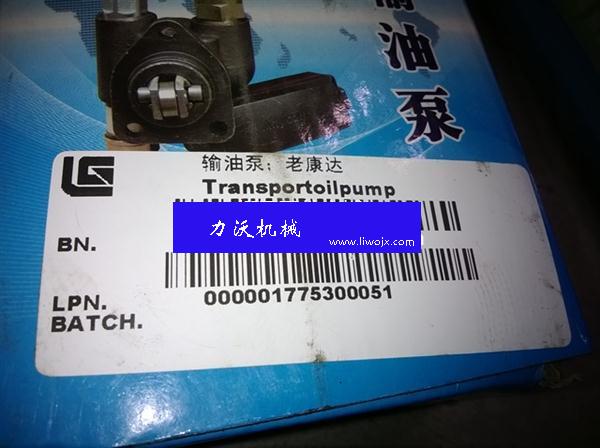 输油泵
输油泵；老康达
Transportoilpump
力沃机械
www.liwojx.com
BN.
LPN.
000001775300051
BATCH.